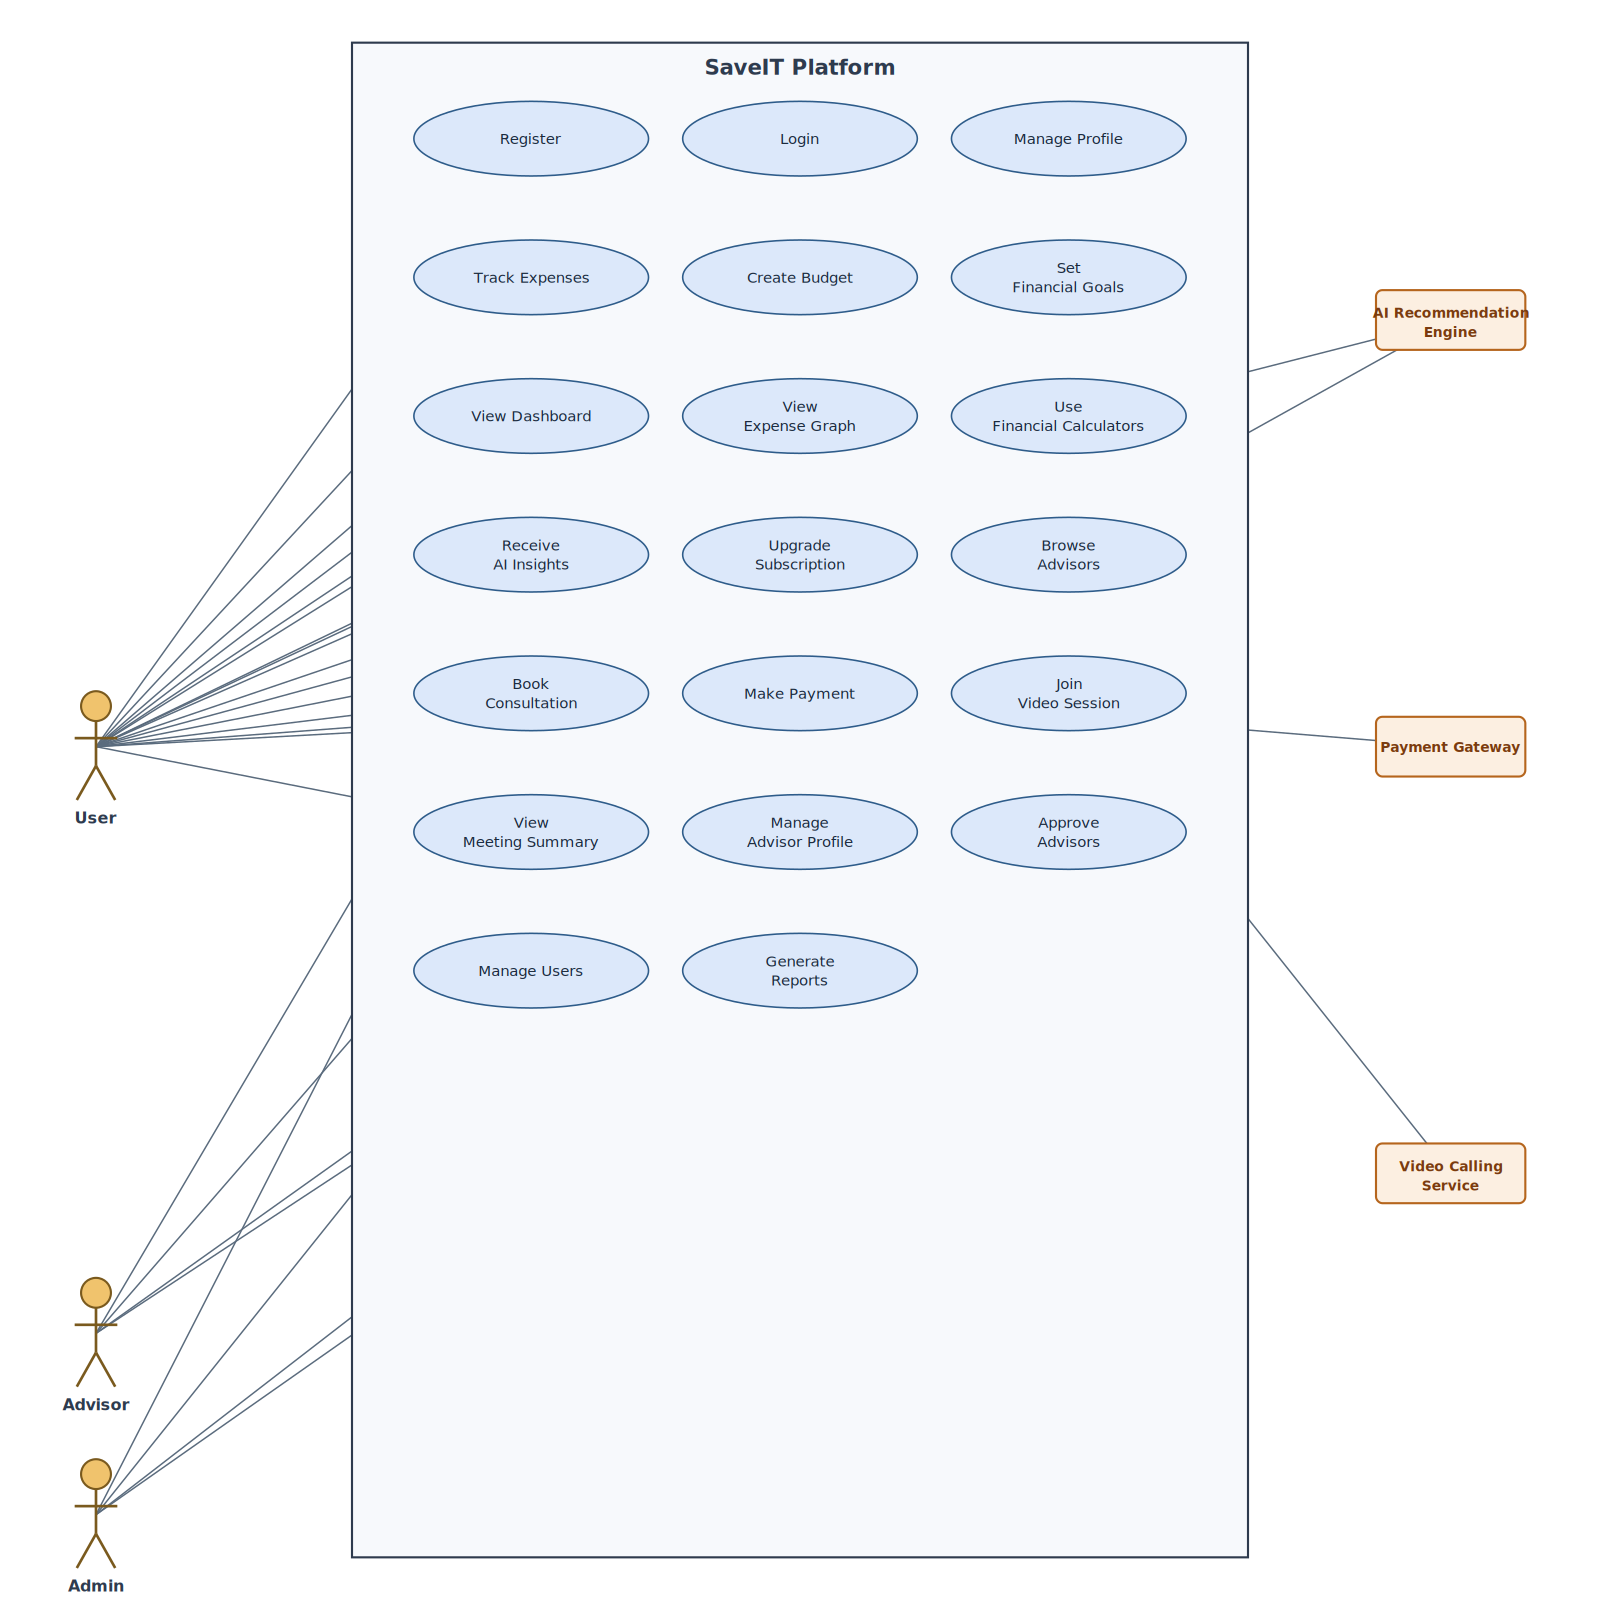 SaveIT Platform
Register
Login
Manage Profile
Track Expenses
Create Budget
Set
Financial Goals
AI Recommendation
Engine
View Dashboard
View
Expense Graph
Use
Financial Calculators
Receive
AI Insights
Upgrade
Subscription
Browse
Advisors
Book
Consultation
Make Payment
Join
Video Session
Payment Gateway
User
View
Meeting Summary
Manage
Advisor Profile
Approve
Advisors
Manage Users
Generate
Reports
Video Calling
Service
Advisor
Admin